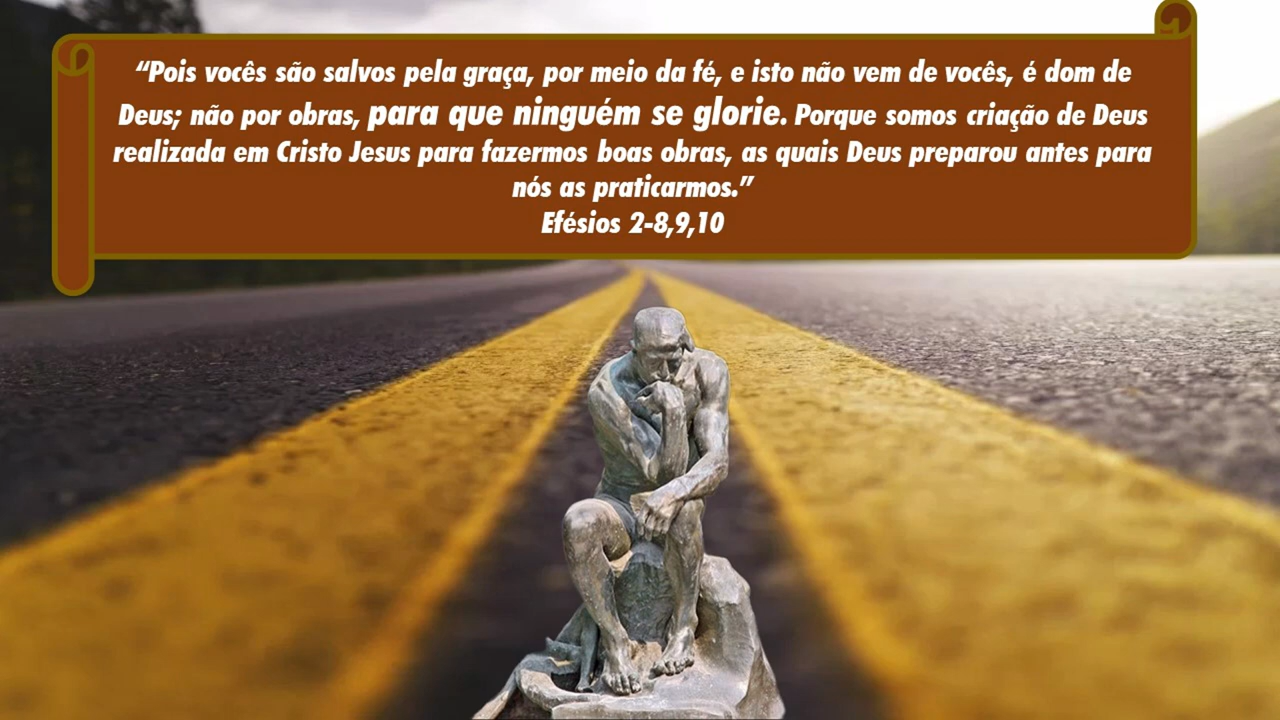 “Pois vocês são salvos pela graça, por meio da fé, e isto não vem de vocês, é dom de
Deus; não por obras, para que ninguém se glorie. Porque somos criação de Deus
realizada em Cristo Jesus para fazermos boas obras, as quais Deus preparou antes para
nós as praticarmos.”
Efésios 2-8,9,10